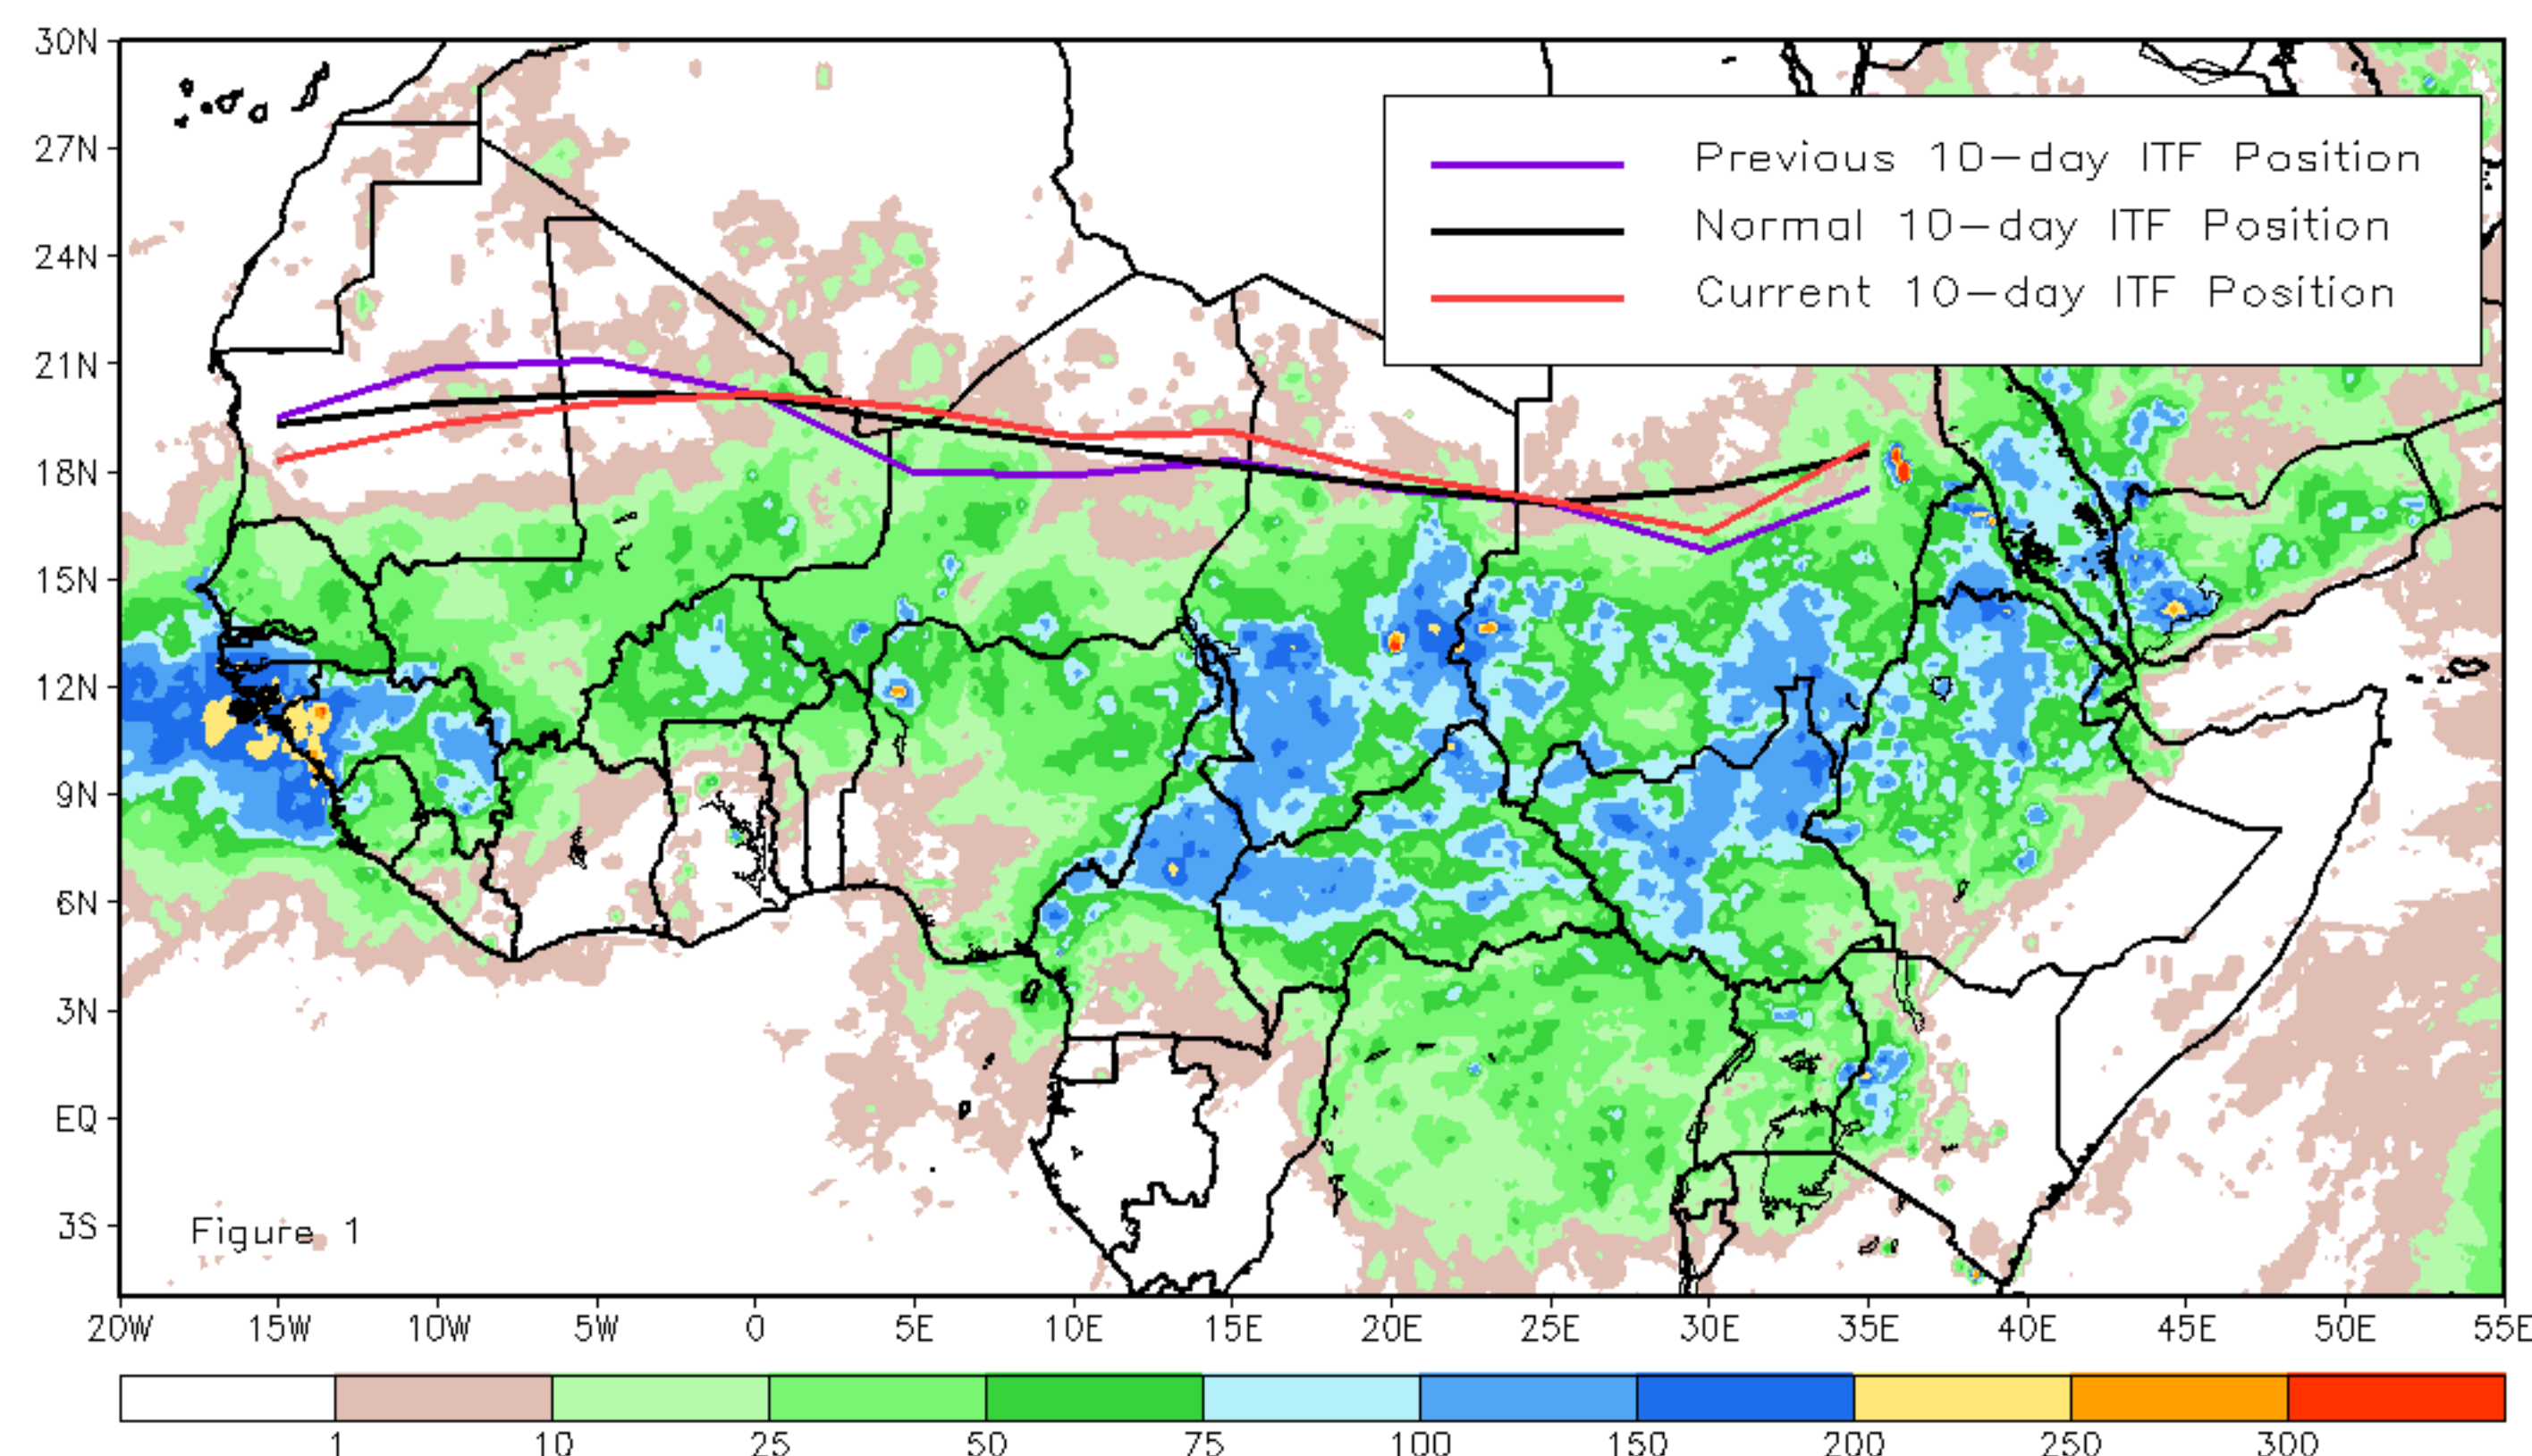 30N
27N
24N
21N
18N
15N
12N
9N
6N
3N
EQ
3S
Previous 10-day ITF Position
Normal 10-day ITF Position
Current 10-day ITF Position
Figure 1
20W 15W 10W 5W 0 5E 10E 15E 20E 25E 30E 35E 40E 45E 50E 55E
1 10 25 50 75 100 150 200 250 300